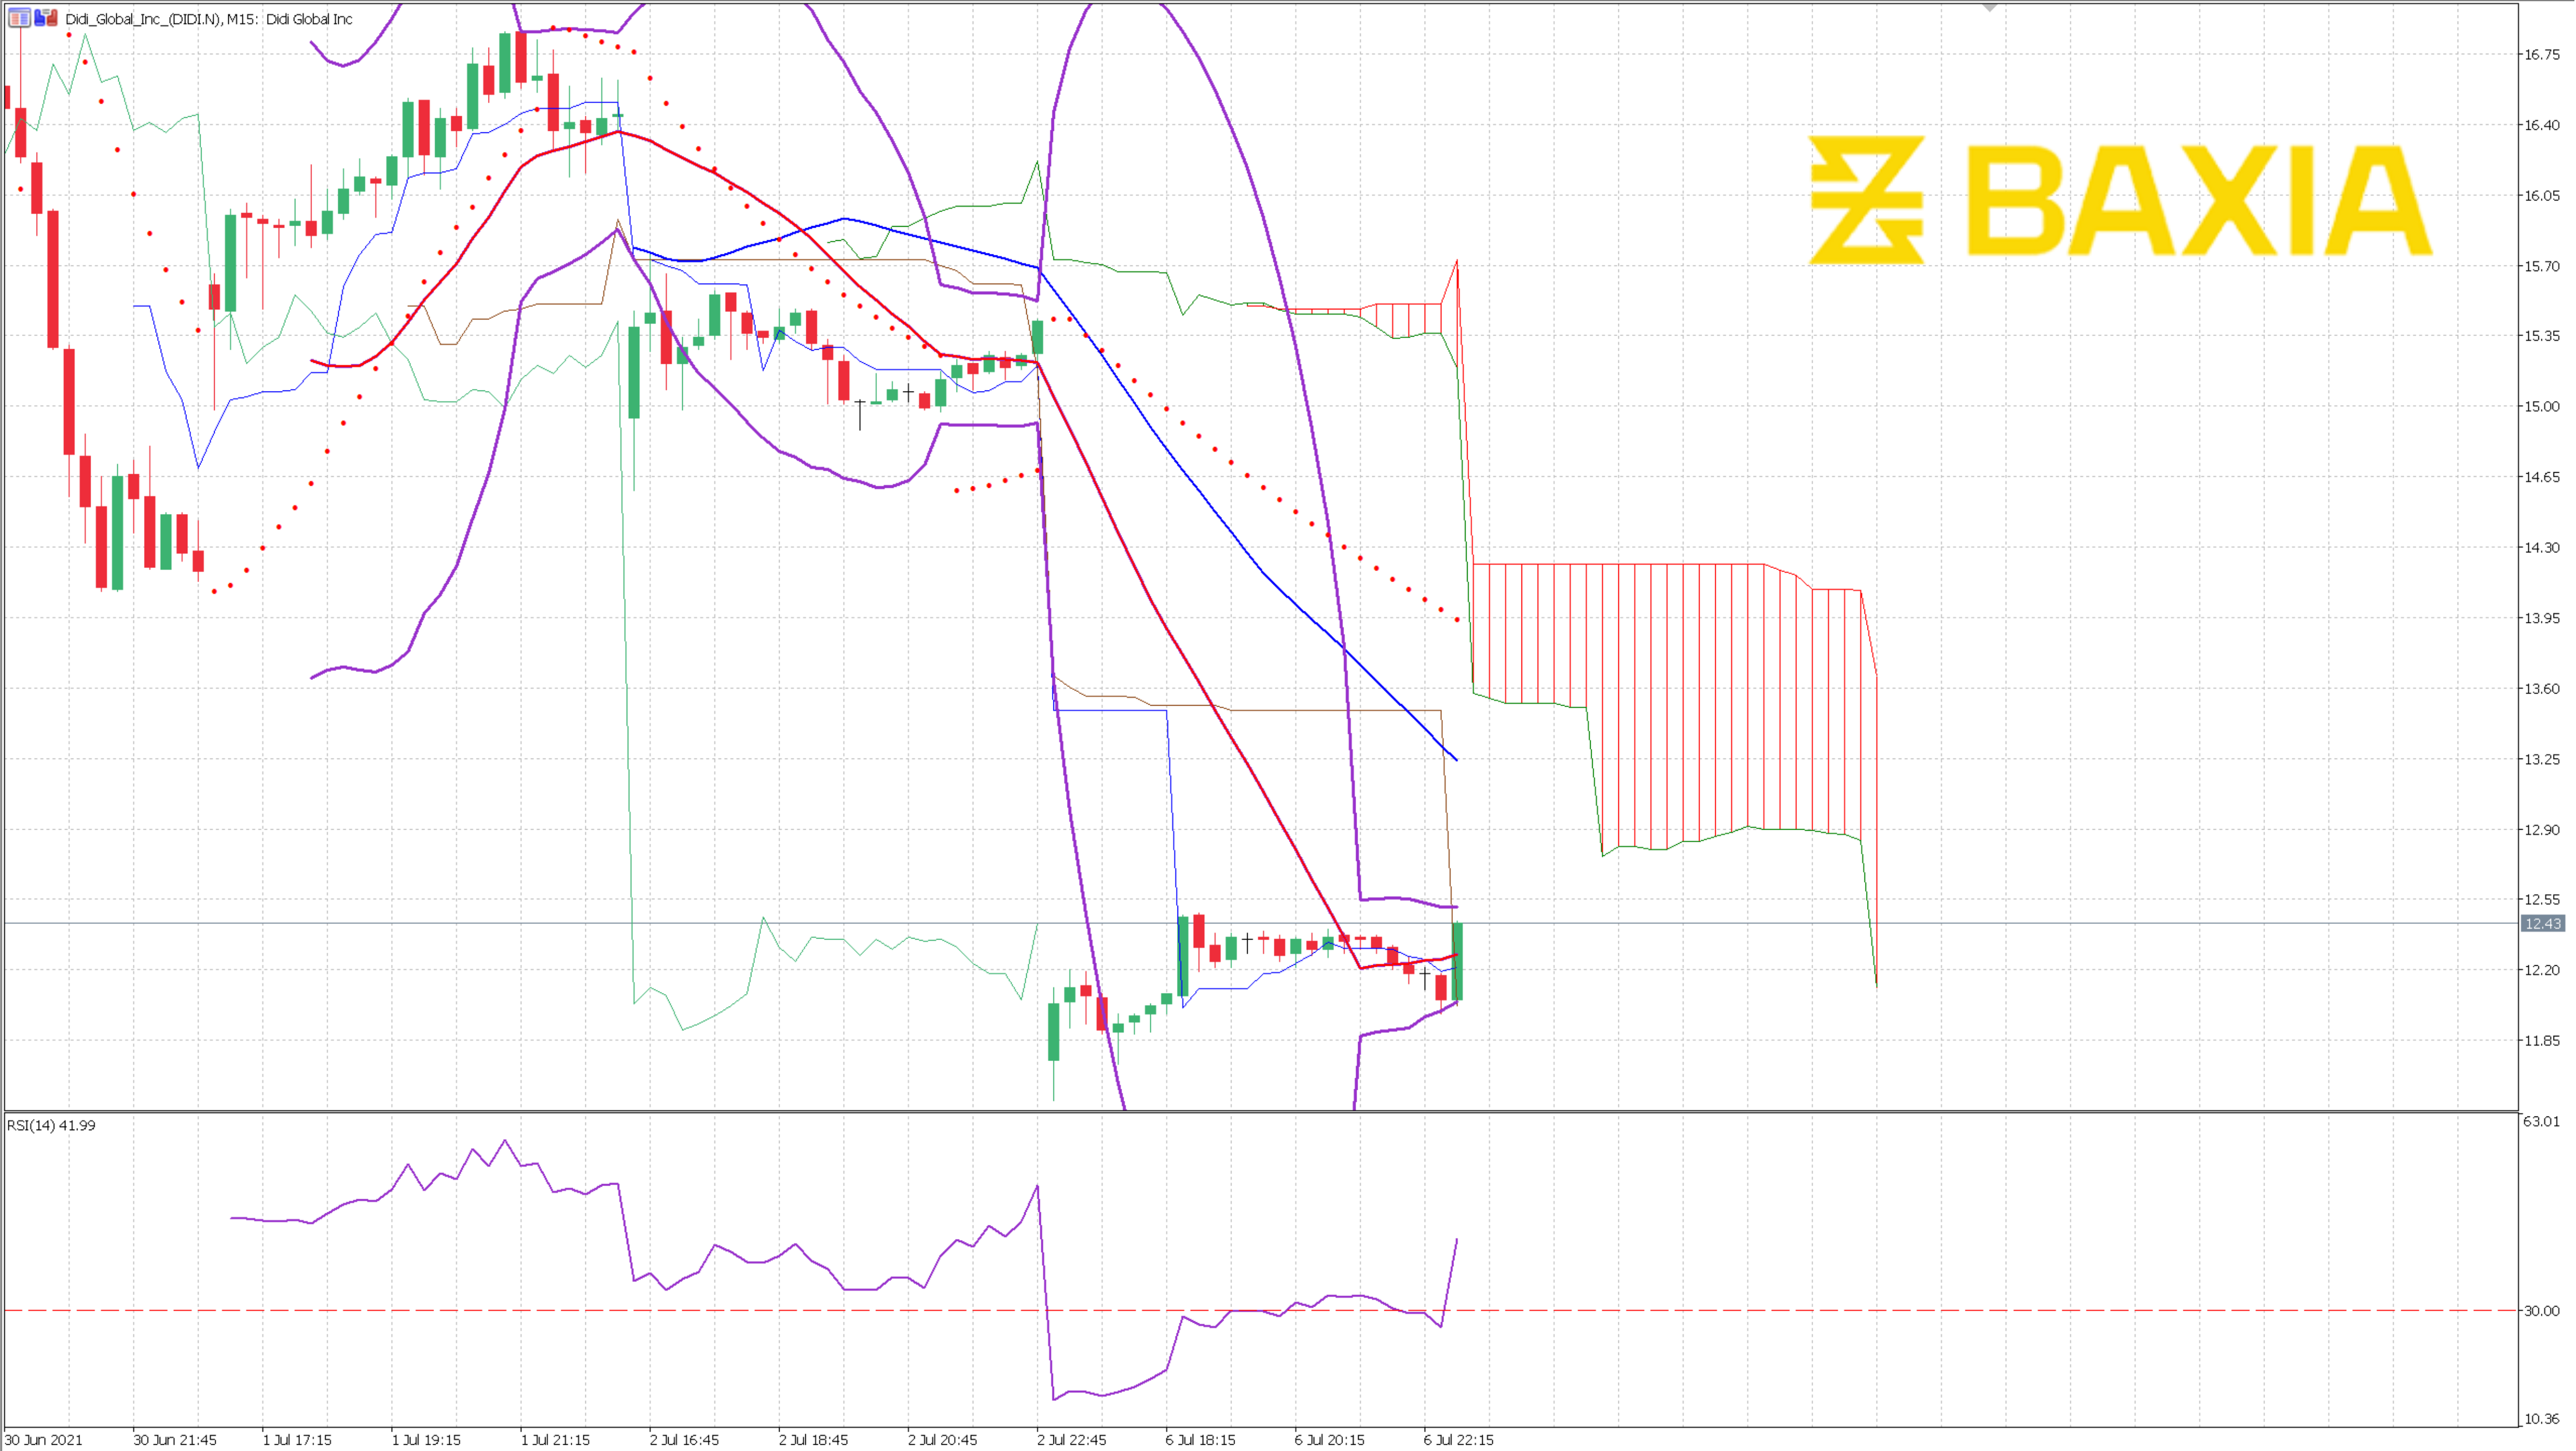 Didi_Global_Inc_(DIDI.N), M15: Didi Global Inc
BAXIA
16.75
16.40
16.05
15.70
15.35
15.00
14.65
14.30
13.95
13.60
13.25
12.90
12.55
12.43
12.20
11.85
RSI(14) 41.99
63.01
30.00
10.36
30 Jun 2021
30 Jun 21:45
1 Jul 17:15
1 Jul 19:15
1 Jul 21:15
2 Jul 16:45
2 Jul 18:45
2 Jul 20:45
2 Jul 22:45
6 Jul 18:15
6 Jul 20:15
6 Jul 22:15